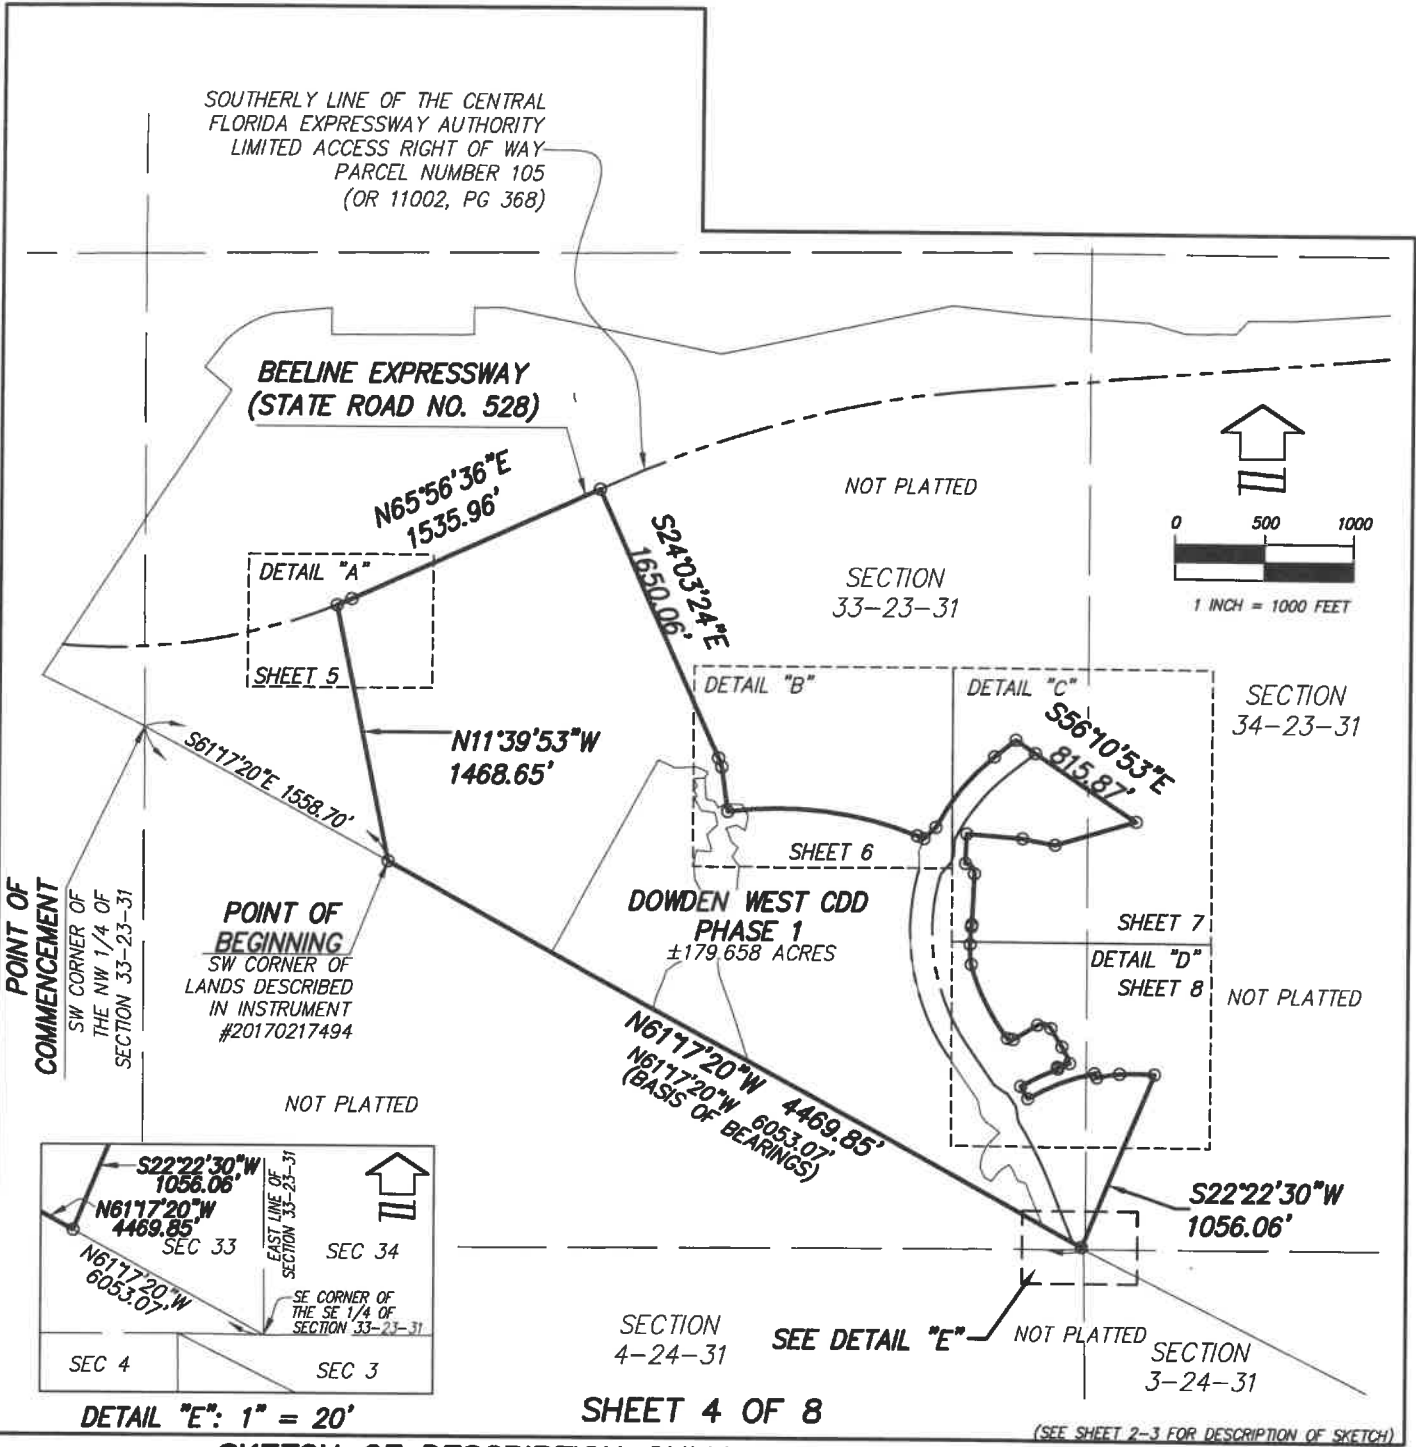 SOUTHERLY LINE OF THE CENTRAL
FLORIDA EXPRESSWAY AUTHORITY
LIMITED ACCESS RIGHT OF WAY
PARCEL NUMBER 105
(OR 11002, PG 368)
BEELINE EXPRESSWAY
(STATE ROAD NO. 528)
N65°56'36"E
1535.96'
NOT PLATTED
0 500 1000
1 INCH = 1000 FEET
S24°03'24"E
1650.06'
SECTION
33-23-31
DETAIL "A"
SHEET 5
DETAIL "B"
DETAIL "C"
SECTION
34-23-31
S56°10'53"E
815.87'
N11°39'53"W
1468.65'
S61°17'20"E 1558.70'
SHEET 6
POINT OF
COMMENCEMENT
SW CORNER OF
THE NW 1/4 OF
SECTION 33-23-31
POINT OF
BEGINNING
SW CORNER OF
LANDS DESCRIBED
IN INSTRUMENT
#20170217494
DOWDEN WEST CDD
PHASE 1
±179.658 ACRES
SHEET 7
DETAIL "D"
SHEET 8
NOT PLATTED
N61°17'20"W 4469.85'
N61°17'20"W 6053.07'
(BASIS OF BEARINGS)
NOT PLATTED
S22°22'30"W
1056.06'
S22°22'30"W
1056.06'
N61°17'20"W
4469.85'
SEC 33
EAST LINE OF
SECTION 33-23-31
SEC 34
N61°17'20"W
6053.07'
SE CORNER OF
THE SE 1/4 OF
SECTION 33-23-31
SEC 4
SEC 3
SECTION
4-24-31
SEE DETAIL "E"
NOT PLATTED
SECTION
3-24-31
DETAIL "E": 1" = 20'
SHEET 4 OF 8
(SEE SHEET 2-3 FOR DESCRIPTION OF SKETCH)